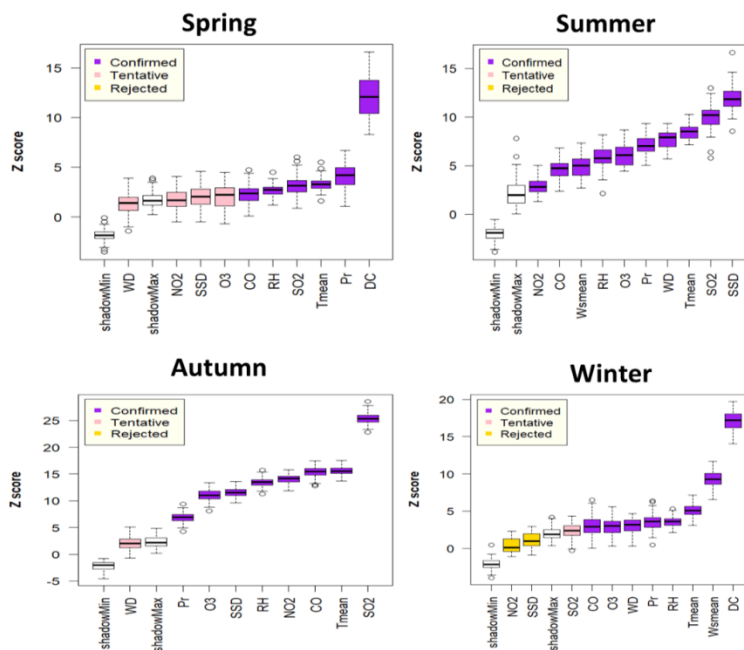 Spring
Confirmed
Tentative
Rejected
Z score
15
10
5
0
shadowMin
WD
shadowMax
NO2
SSD
O3
CO
RH
SO2
Tmean
Pr
DC
Summer
Confirmed
Tentative
Rejected
Z score
15
10
5
0
shadowMin
shadowMax
NO2
CO
Wsmean
RH
O3
Pr
WD
Tmean
SO2
SSD
Autumn
Confirmed
Tentative
Rejected
Z score
25
20
15
10
5
0
-5
shadowMin
WD
shadowMax
Pr
O3
SSD
RH
NO2
CO
Tmean
SO2
Winter
Confirmed
Tentative
Rejected
Z score
20
15
10
5
0
shadowMin
NO2
SSD
shadowMax
SO2
CO
O3
WD
Pr
RH
Tmean
Wsmean
DC